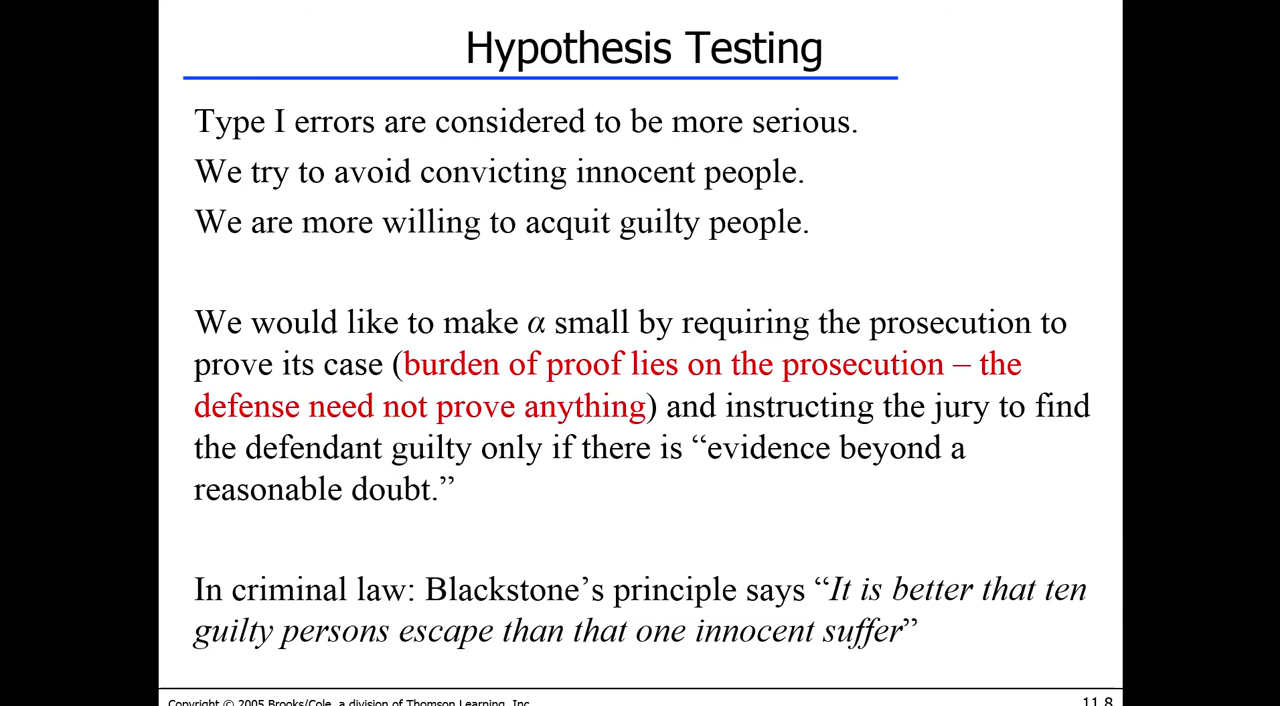 Hypothesis Testing
Type I errors are considered to be more serious.
We try to avoid convicting innocent people.
We are more willing to acquit guilty people.
We would like to make α small by requiring the prosecution to
prove its case (burden of proof lies on the prosecution – the
defense need not prove anything) and instructing the jury to find
the defendant guilty only if there is “evidence beyond a
reasonable doubt.”
In criminal law: Blackstone’s principle says “It is better that ten
guilty persons escape than that one innocent suffer”
Copyright © 2005 Brooks/Cole, a division of Thomson Learning, Inc.
11.8